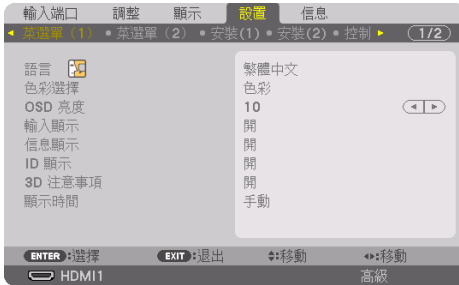 輸入端口 調整 顯示 設置 信息
◂ 菜選單（1） • 菜選單（2） • 安裝(1) • 安裝(2) • 控制 ▸ (1/2)
語言 繁體中文
色彩選擇 色彩
OSD 亮度 10 ◂ ▸
輸入顯示 開
信息顯示 開
ID 顯示 開
3D 注意事項 開
顯示時間 手動
ENTER:選擇 EXIT:退出 :移動 :移動
HDMI1 高級